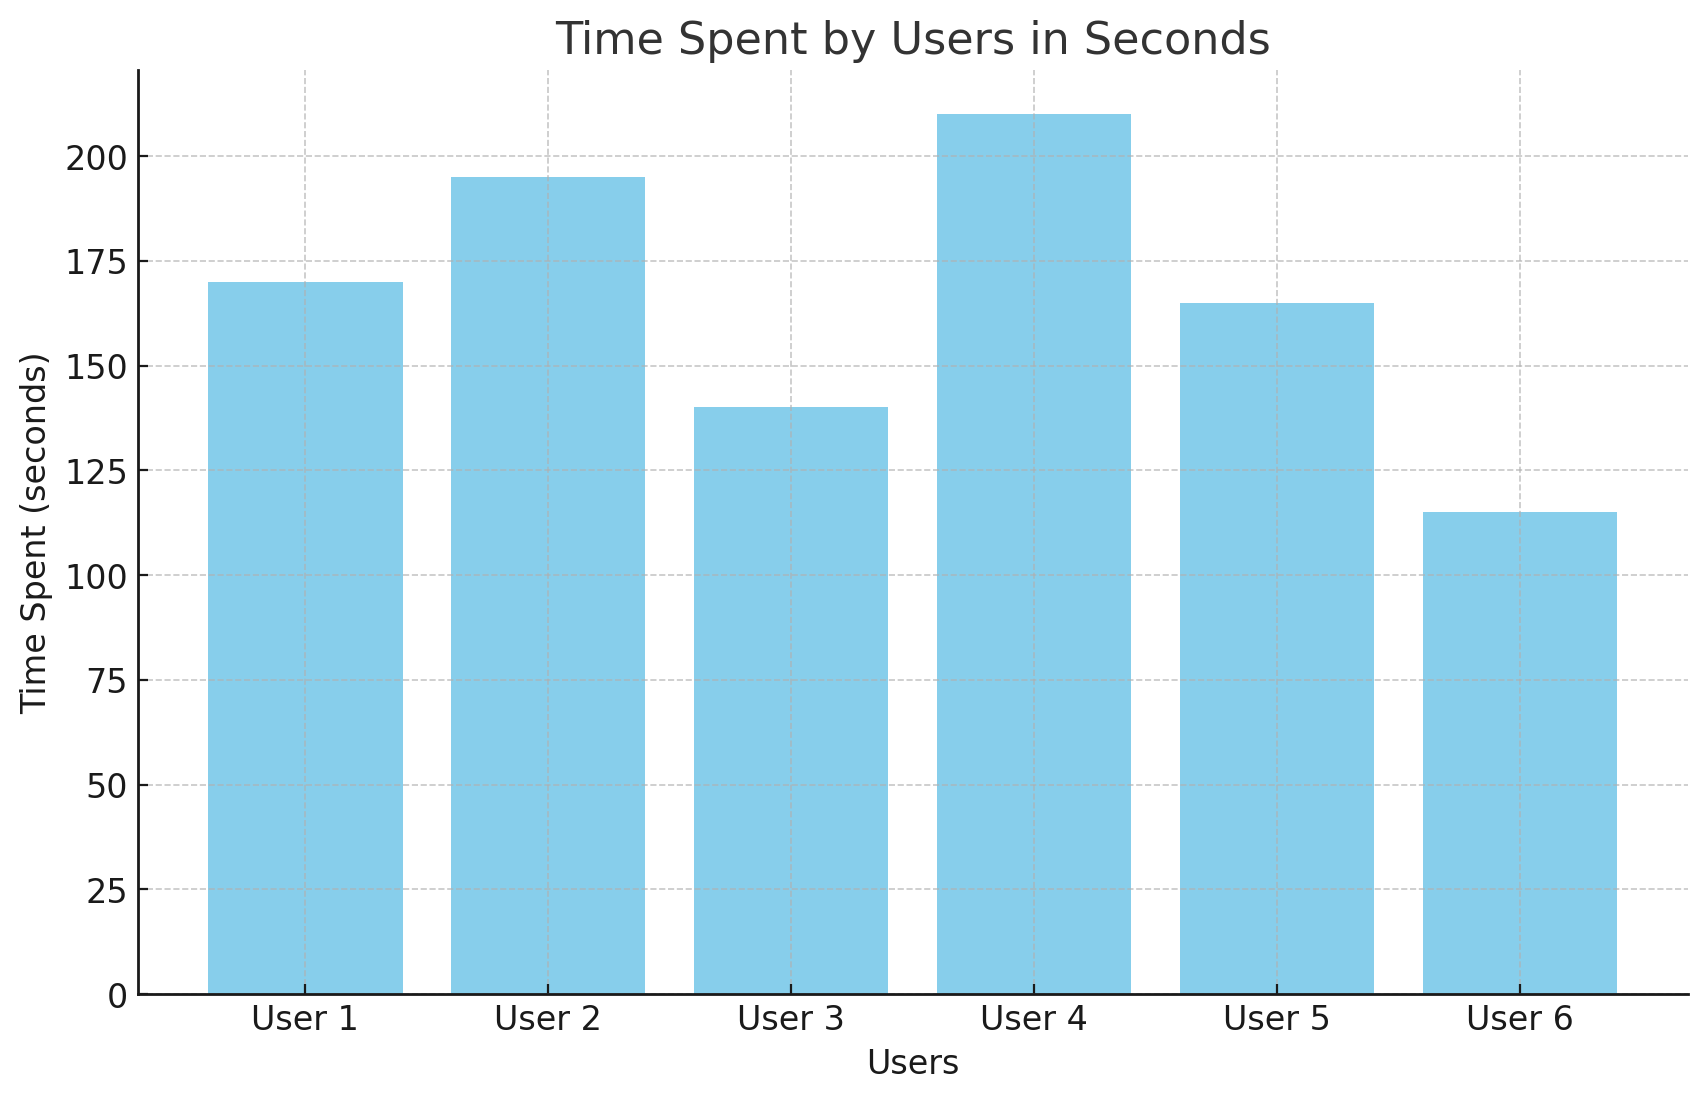 Time Spent by Users in Seconds
Time Spent (seconds)
200
175
150
125
100
75
50
25
0
User 1 User 2 User 3 User 4 User 5 User 6
Users